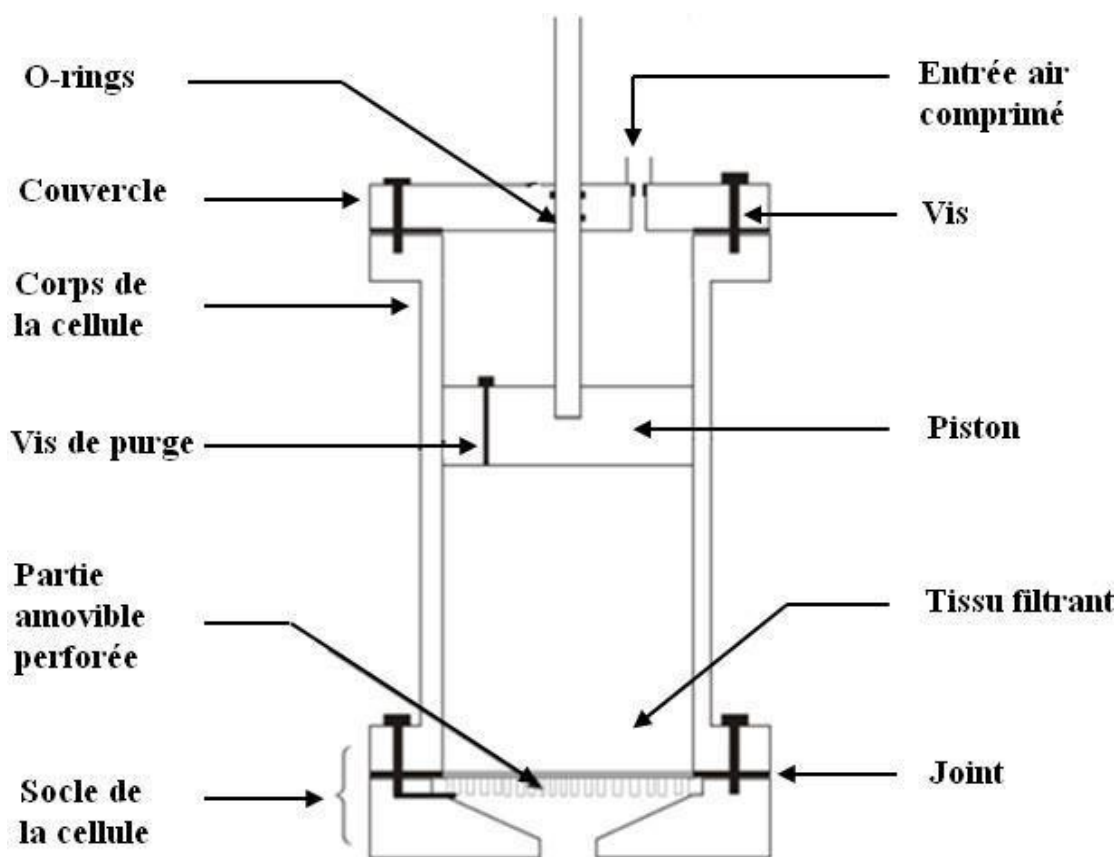 O-rings
Couvercle
Corps de
la cellule
Vis de purge
Partie
amovible
perforée
Socle de
la cellule
Entrée air
comprimé
Vis
Piston
Tissu filtrant
Joint